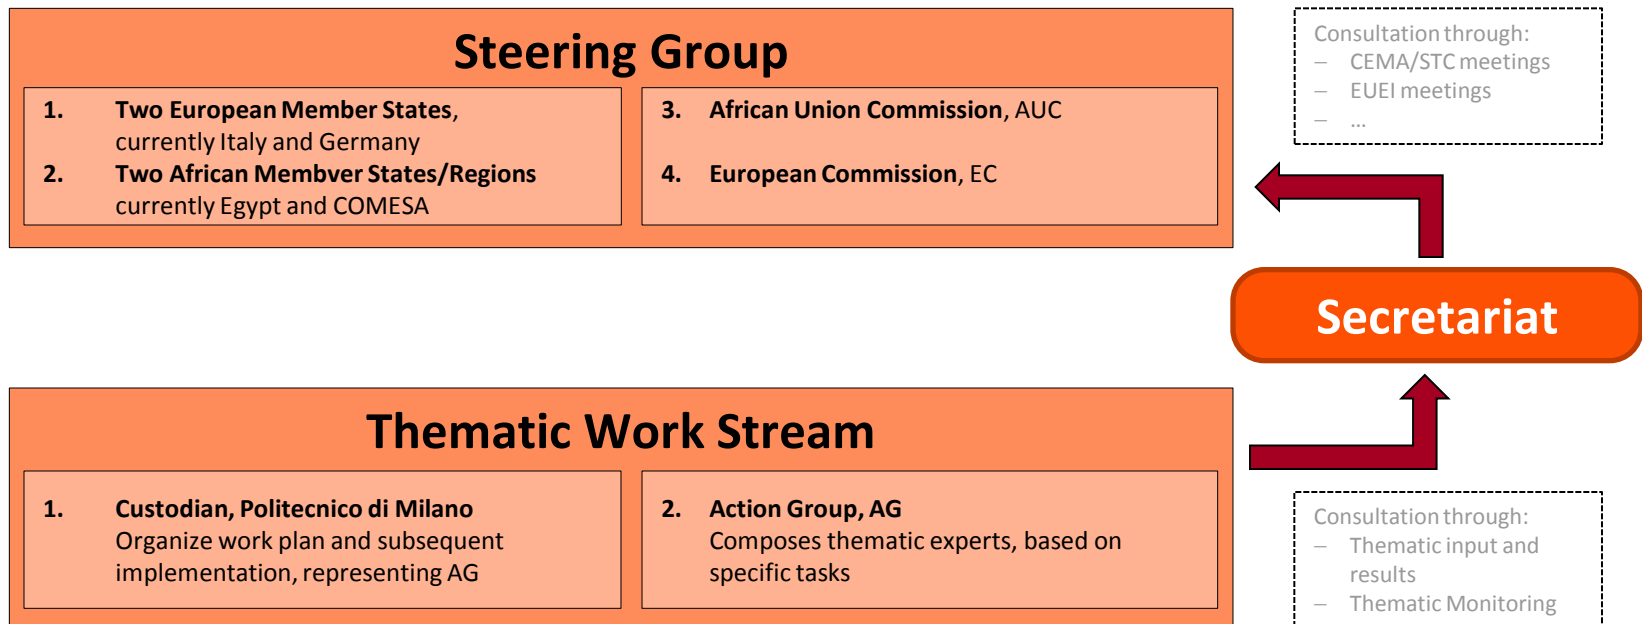 Steering Group
1. Two European Member States,
currently Italy and Germany
2. Two African Membver States/Regions
currently Egypt and COMESA
3. African Union Commission, AUC
4. European Commission, EC
Consultation through:
– CEMA/STC meetings
– EUEI meetings
– ...
Secretariat
Thematic Work Stream
1. Custodian, Politecnico di Milano
Organize work plan and subsequent
implementation, representing AG
2. Action Group, AG
Composes thematic experts, based on
specific tasks
Consultation through:
– Thematic input and
results
– Thematic Monitoring